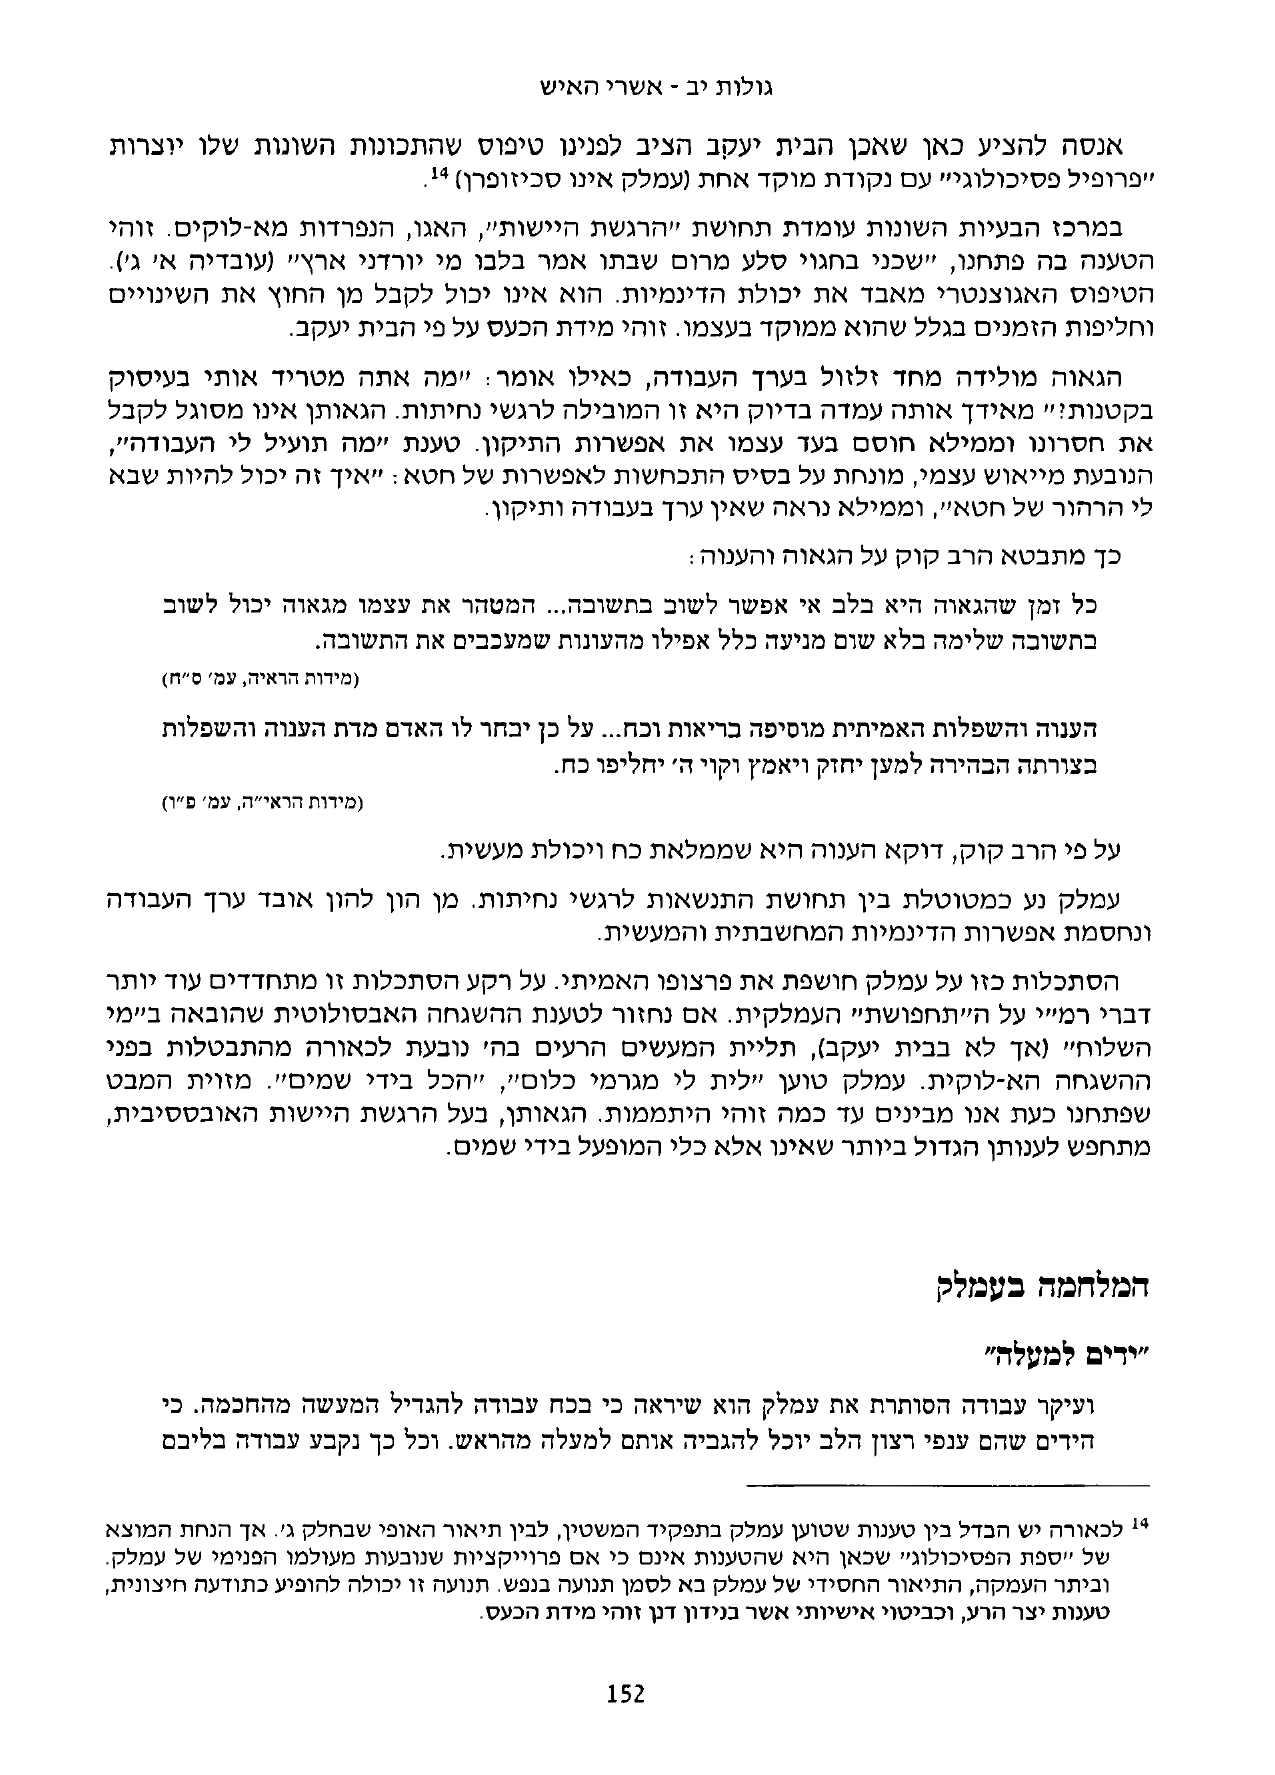 גולות יב - אשרי האיש
אנסה להציע כאן שאכן הבית יעקב הציב לפנינו טיפוס שהתכונות השונות שלו יוצרות
"פרופיל פסיכולוגי" עם נקודת מוקד אחת (עמלק אינו סכיזופרן) 14.
במרכז הבעיות השונות עומדת תחושת "הרגשת היישות", האגו, הנפרדות מא-לוקים. זוהי
הטענה בה פתחנו, "שכני בחגוי סלע מרום שבתו אמר בלבו מי יורדני ארץ" (עובדיה א' ג').
הטיפוס האגוצנטרי מאבד את יכולת הדינמיות. הוא אינו יכול לקבל מן החוץ את השינויים
וחליפות הזמנים בגלל שהוא ממוקד בעצמו. זוהי מידת הכעס על פי הבית יעקב.
הגאוה מולידה מחד זלזול בערך העבודה, כאילו אומר: "מה אתה מטריד אותי בעיסוק
בקטנות?" מאידך אותה עמדה בדיוק היא זו המובילה לרגשי נחיתות. הגאותן אינו מסוגל לקבל
את חסרונו וממילא חוסם בעד עצמו את אפשרות התיקון. טענת "מה תועיל לי העבודה",
הנובעת מייאוש עצמי, מונחת על בסיס התכחשות לאפשרות של חטא: "איך זה יכול להיות שבא
לי הרהור של חטא", וממילא נראה שאין ערך בעבודה ותיקון.
כך מתבטא הרב קוק על הגאוה והענוה:
כל זמן שהגאוה היא בלב אי אפשר לשוב בתשובה... המטהר את עצמו מגאוה יכול לשוב
בתשובה שלימה בלא שום מניעה כלל אפילו מהעונות שמעכבים את התשובה.
(מידות הראיה, עמ' ס"ח)
הענוה והשפלות האמיתית מוסיפה בריאות וכח... על כן יבחר לו האדם מדת הענוה והשפלות
בצורתה הבהירה למען יחזק ויאמץ וקוי ה' יחליפו כח.
(מידות הראי"ה, עמ' פ"ו)
על פי הרב קוק, דוקא הענוה היא שממלאת כח ויכולת מעשית.
עמלק נע כמטוטלת בין תחושת התנשאות לרגשי נחיתות. מן הון להון אובד ערך העבודה
ונחסמת אפשרות הדינמיות המחשבתית והמעשית.
הסתכלות כזו על עמלק חושפת את פרצופו האמיתי. על רקע הסתכלות זו מתחדדים עוד יותר
דברי רמ"י על ה"תחפושת" העמלקית. אם נחזור לטענת ההשגחה האבסולוטית שהובאה ב"מי
השלוח" (אך לא בבית יעקב), תליית המעשים הרעים בה' נובעת לכאורה מהתבטלות בפני
ההשגחה הא-לוקית. עמלק טוען "לית לי מגרמי כלום", "הכל בידי שמים". מזוית המבט
שפתחנו כעת אנו מבינים עד כמה זוהי היתממות. הגאותן, בעל הרגשת היישות האובססיבית,
מתחפש לענותן הגדול ביותר שאינו אלא כלי המופעל בידי שמים.
המלחמה בעמלק
"ידים למעלה"
ועיקר עבודה הסותרת את עמלק הוא שיראה כי בכח עבודה להגדיל המעשה מהחכמה. כי
הידים שהם ענפי רצון הלב יוכל להגביה אותם למעלה מהראש. וכל כך נקבע עבודה בליבם
14 לכאורה יש הבדל בין טענות שטוען עמלק בתפקיד המשטין, לבין תיאור האופי שבחלק ג'. אך הנחת המוצא
של "ספת הפסיכולוג" שכאן היא שהטענות אינם כי אם פרוייקציות שנובעות מעולמו הפנימי של עמלק.
וביתר העמקה, התיאור החסידי של עמלק בא לסמן תנועה בנפש. תנועה זו יכולה להופיע כתודעה חיצונית,
טענות יצר הרע, וכביטוי אישיותי אשר בנידון דנן זוהי מידת הכעס.
152